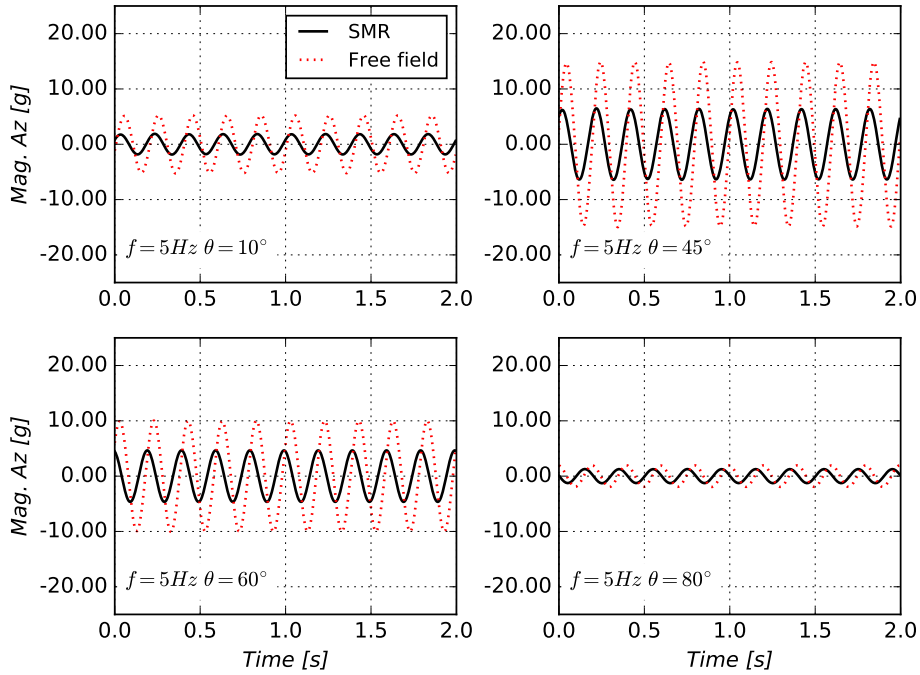 20.00
10.00
0.00
-10.00
-20.00
Mag. Az [g]
SMR
Free field
f = 5Hz θ = 10°
0.0 0.5 1.0 1.5 2.0
20.00
10.00
0.00
-10.00
-20.00
f = 5Hz θ = 45°
0.0 0.5 1.0 1.5 2.0
20.00
10.00
0.00
-10.00
-20.00
Mag. Az [g]
f = 5Hz θ = 60°
0.0 0.5 1.0 1.5 2.0
Time [s]
20.00
10.00
0.00
-10.00
-20.00
f = 5Hz θ = 80°
0.0 0.5 1.0 1.5 2.0
Time [s]